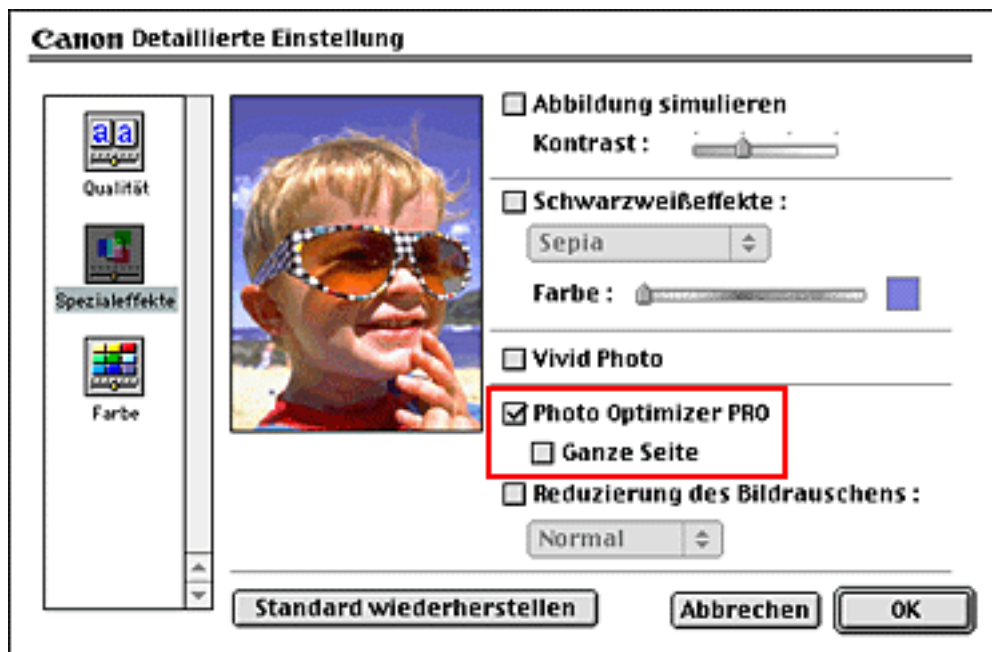 Canon Detaillierte Einstellung
Qualität
Spezialeffekte
Farbe
Abbildung simulieren
Kontrast :
Schwarzweißeffekte :
Sepia
Farbe :
Vivid Photo
Photo Optimizer PRO
Ganze Seite
Reduzierung des Bildrauschens :
Normal
Standard wiederherstellen
Abbrechen
OK